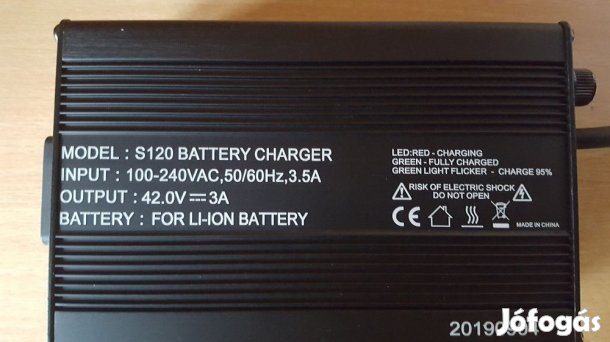 MODEL : S120 BATTERY CHARGER
INPUT : 100-240VAC,50/60Hz,3.5A
OUTPUT : 42.0V⎓3A
BATTERY : FOR LI-ION BATTERY
LED:RED - CHARGING
GREEN - FULLY CHARGED
GREEN LIGHT FLICKER - CHARGE 95%
RISK OF ELECTRIC SHOCK
DO NOT OPEN
CE
MADE IN CHINA
20190904
Jófogás